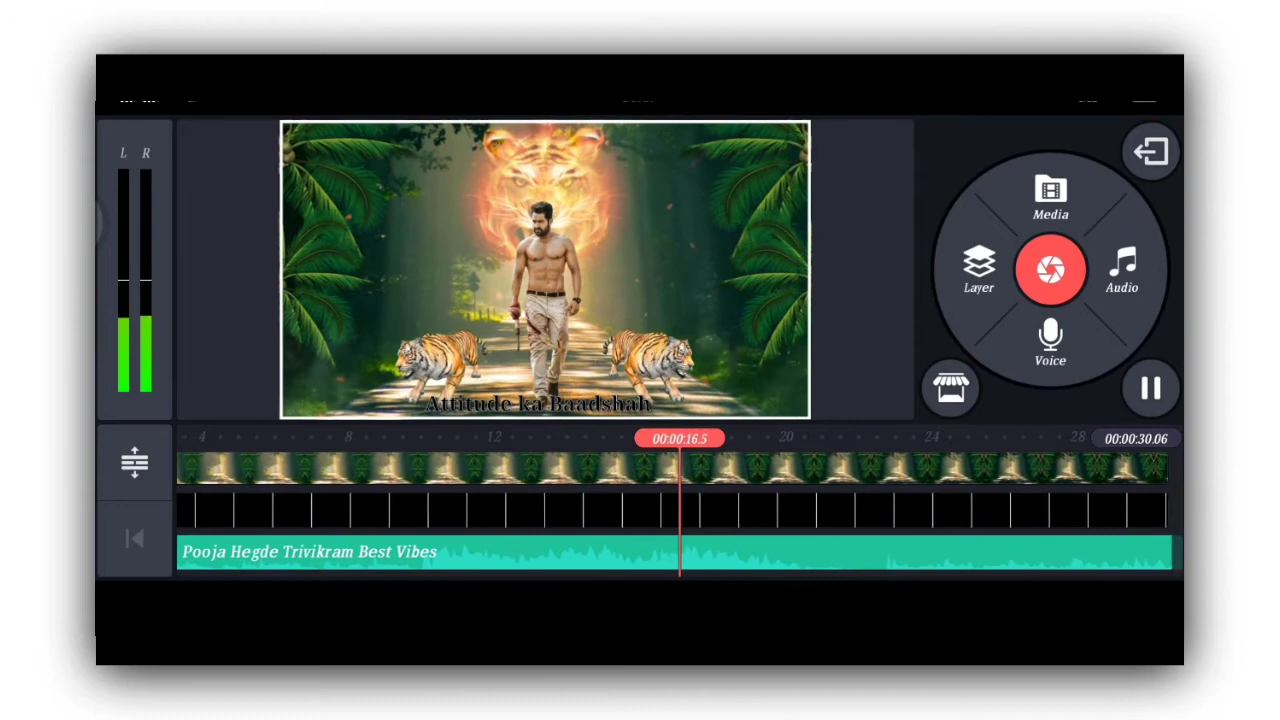 L R
Media
Layer
Audio
Voice
Attitude ka Baadshah
4 8 12 00:00:16.5 20 24 28 00:00:30.06
Pooja Hegde Trivikram Best Vibes